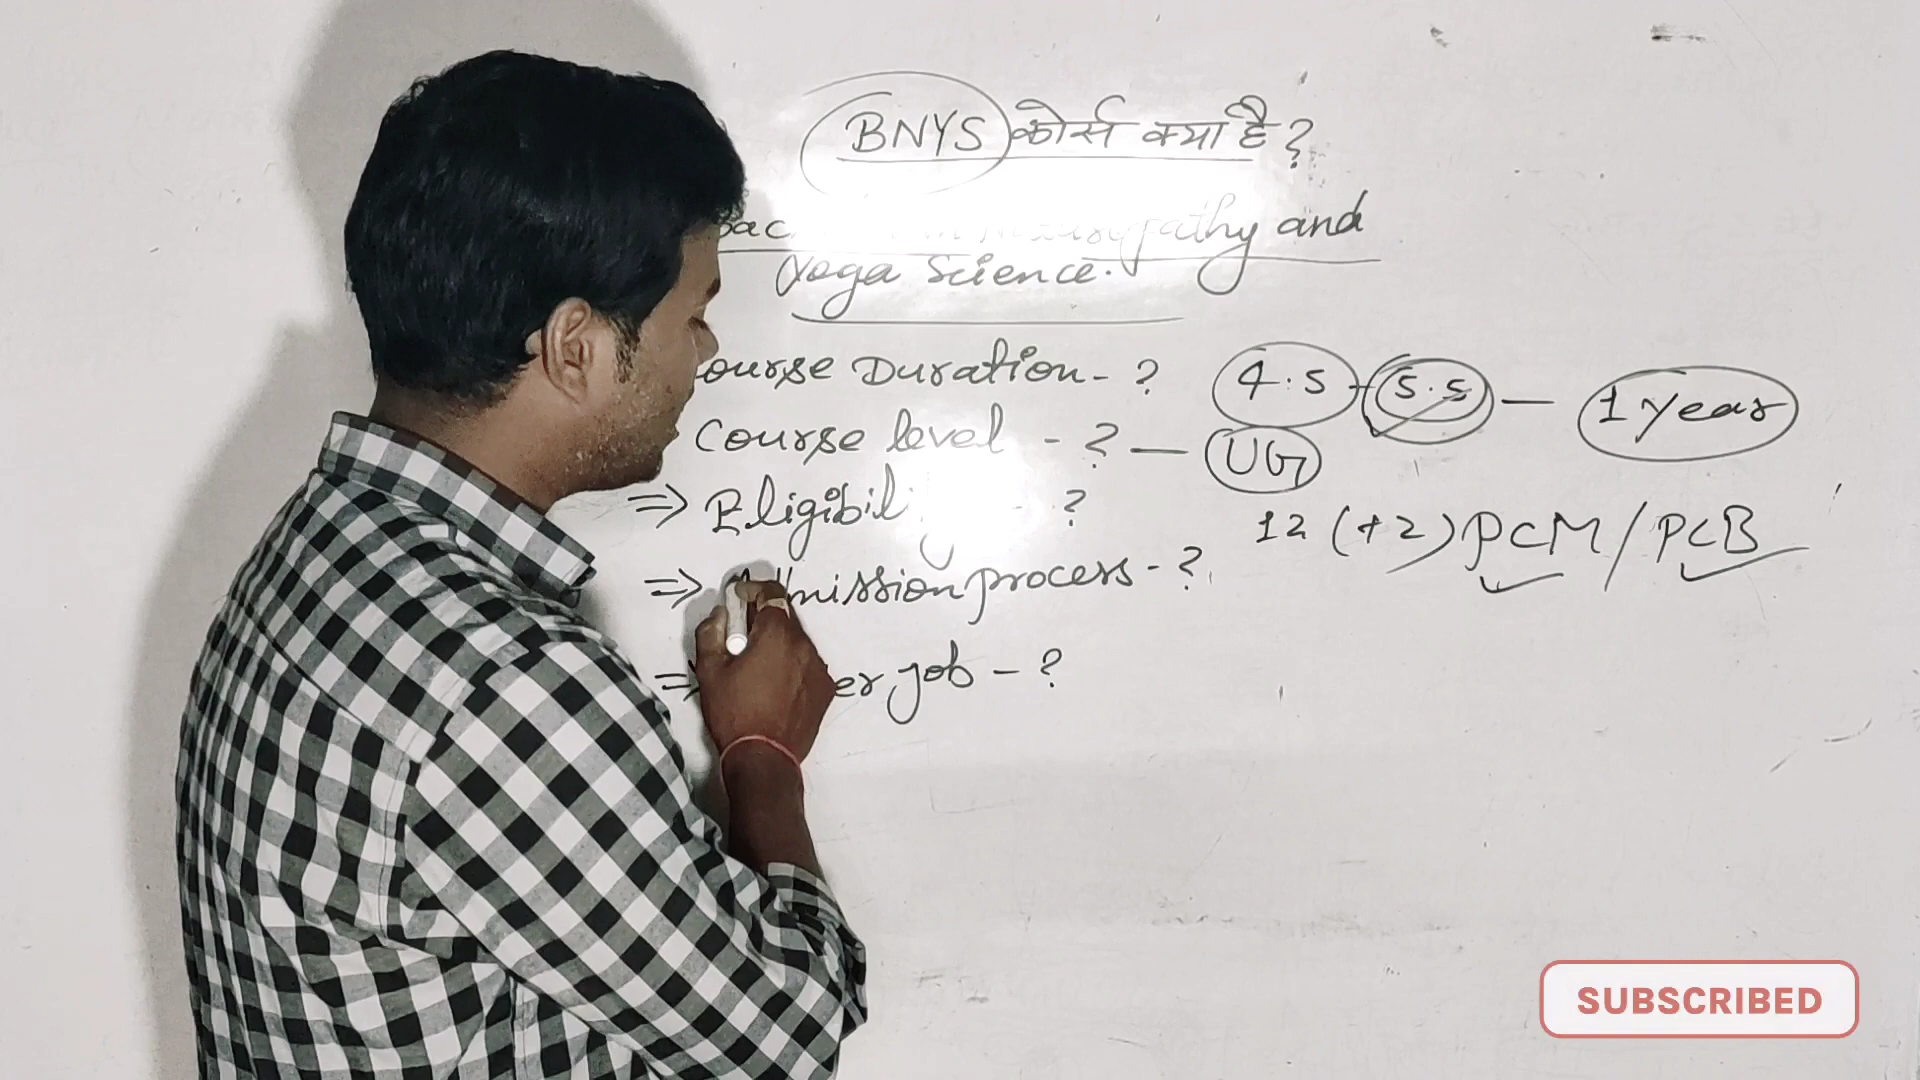 BNYS कोर्स क्या है?
and
Yoga Science.
Course Duration - ? 4.5 - 5.5 — 1 year
Course level - ? — UG
⇒ ? 12 (+2) PCM / PCB
⇒ Admission process - ?
⇒ job - ?
SUBSCRIBED